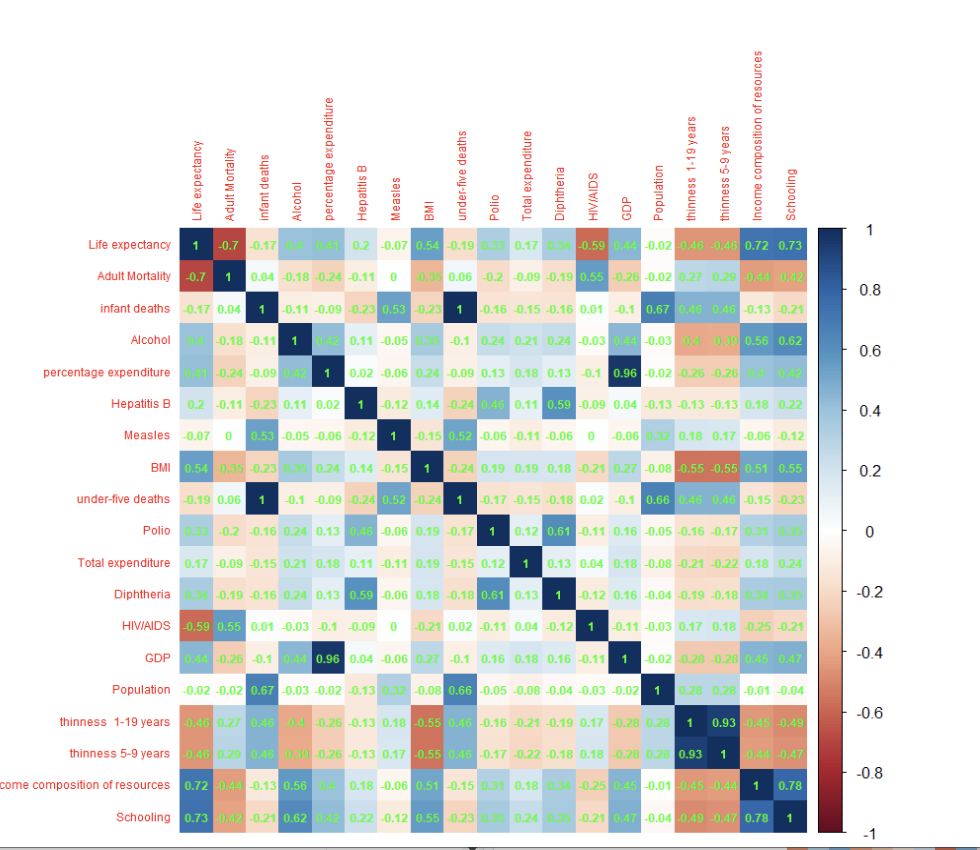 Life expectancy
Adult Mortality
infant deaths
Alcohol
percentage expenditure
Hepatitis B
Measles
BMI
under-five deaths
Polio
Total expenditure
Diphtheria
HIV/AIDS
GDP
Population
thinness 1-19 years
thinness 5-9 years
Income composition of resources
Schooling
Life expectancy 1 -0.7 -0.17 0.4 0.41 0.2 -0.07 0.54 -0.19 0.33 0.17 0.34 -0.59 0.44 -0.02 -0.46 -0.46 0.72 0.73
Adult Mortality -0.7 1 0.04 -0.18 -0.24 -0.11 0 -0.35 0.06 -0.2 -0.09 -0.19 0.55 -0.26 -0.02 0.27 0.29 -0.44 -0.42
infant deaths -0.17 0.04 1 -0.11 -0.09 -0.23 0.53 -0.23 1 -0.16 -0.15 -0.16 0.01 -0.1 0.67 0.46 0.46 -0.13 -0.21
Alcohol 0.4 -0.18 -0.11 1 0.42 0.11 -0.05 0.35 -0.1 0.24 0.21 0.24 -0.03 0.44 -0.03 -0.4 -0.39 0.56 0.62
percentage expenditure 0.41 -0.24 -0.09 0.42 1 0.02 -0.06 0.24 -0.09 0.13 0.18 0.13 -0.1 0.96 -0.02 -0.26 -0.26 0.4 0.42
Hepatitis B 0.2 -0.11 -0.23 0.11 0.02 1 -0.12 0.14 -0.24 0.46 0.11 0.59 -0.09 0.04 -0.13 -0.13 -0.13 0.18 0.22
Measles -0.07 0 0.53 -0.05 -0.06 -0.12 1 -0.15 0.52 -0.06 -0.11 -0.06 0 -0.06 0.32 0.18 0.17 -0.06 -0.12
BMI 0.54 -0.35 -0.23 0.35 0.24 0.14 -0.15 1 -0.24 0.19 0.19 0.18 -0.21 0.27 -0.08 -0.55 -0.55 0.51 0.55
under-five deaths -0.19 0.06 1 -0.1 -0.09 -0.24 0.52 -0.24 1 -0.17 -0.15 -0.18 0.02 -0.1 0.66 0.46 0.46 -0.15 -0.23
Polio 0.33 -0.2 -0.16 0.24 0.13 0.46 -0.06 0.19 -0.17 1 0.12 0.61 -0.11 0.16 -0.05 -0.16 -0.17 0.31
Total expenditure 0.17 -0.09 -0.15 0.21 0.18 0.11 -0.11 0.19 -0.15 0.12 1 0.13 0.04 0.18 -0.08 -0.21 -0.22 0.18 0.24
Diphtheria 0.34 -0.19 -0.16 0.24 0.13 0.59 -0.06 0.18 -0.18 0.61 0.13 1 -0.12 0.16 -0.04 -0.19 -0.18 0.34 0.35
HIV/AIDS -0.59 0.55 0.01 -0.03 -0.1 -0.09 0 -0.21 0.02 -0.11 0.04 -0.12 1 -0.11 -0.03 0.17 0.18 -0.25 -0.21
GDP 0.44 -0.26 -0.1 0.44 0.96 0.04 -0.06 0.27 -0.1 0.16 0.18 0.16 -0.11 1 -0.02 -0.28 -0.28 0.45 0.47
Population -0.02 -0.02 0.67 -0.03 -0.02 -0.13 0.32 -0.08 0.66 -0.05 -0.08 -0.04 -0.03 -0.02 1 0.28 0.28 -0.01 -0.04
thinness 1-19 years -0.46 0.27 0.46 -0.4 -0.26 -0.13 0.18 -0.55 0.46 -0.16 -0.21 -0.19 0.17 -0.28 0.28 1 0.93 -0.45 -0.49
thinness 5-9 years -0.46 0.29 0.46 -0.39 -0.26 -0.13 0.17 -0.55 0.46 -0.17 -0.22 -0.18 0.18 -0.28 0.28 0.93 1 -0.44 -0.47
come composition of resources 0.72 -0.44 -0.13 0.56 0.4 0.18 -0.06 0.51 -0.15 0.31 0.18 0.34 -0.25 0.45 -0.01 -0.45 -0.44 1 0.78
Schooling 0.73 -0.42 -0.21 0.62 0.42 0.22 -0.12 0.55 -0.23 0.24 0.35 -0.21 0.47 -0.04 -0.49 -0.47 0.78 1
1
0.8
0.6
0.4
0.2
0
-0.2
-0.4
-0.6
-0.8
-1